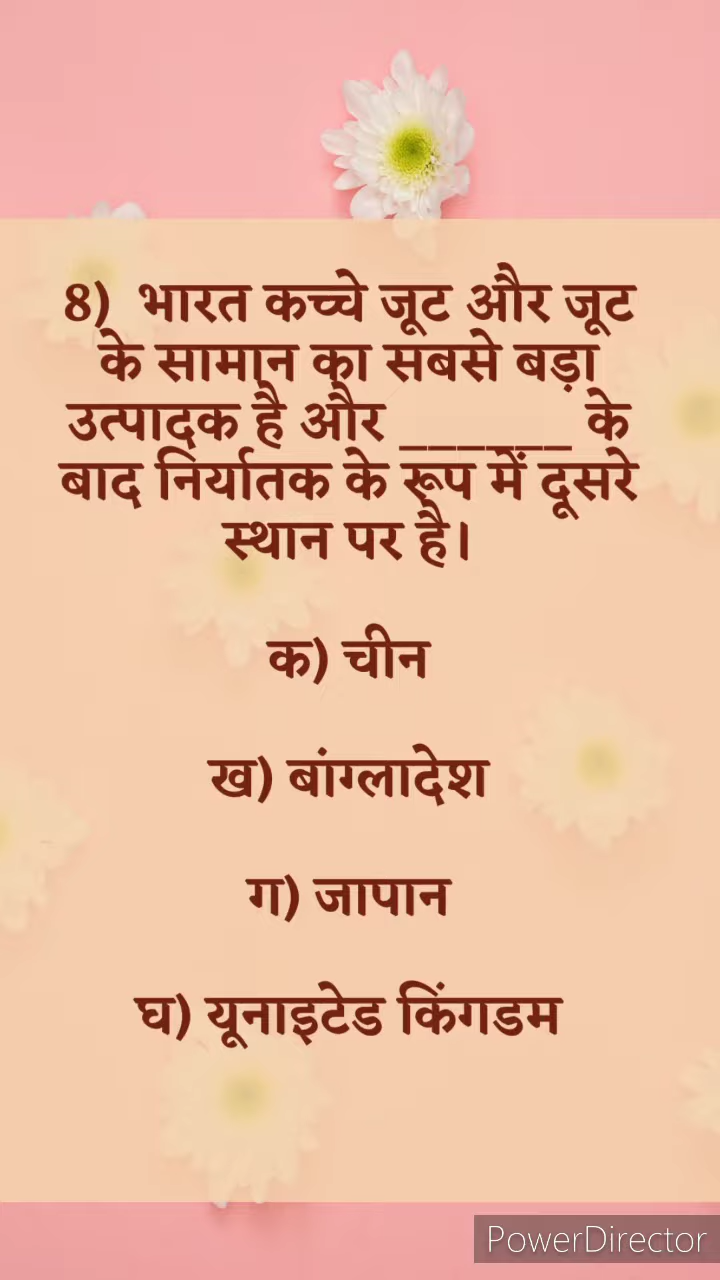 8) भारत कच्चे जूट और जूट
के सामान का सबसे बड़ा
उत्पादक है और ______ के
बाद निर्यातक के रूप में दूसरे
स्थान पर है।
क) चीन
ख) बांग्लादेश
ग) जापान
घ) यूनाइटेड किंगडम
PowerDirector